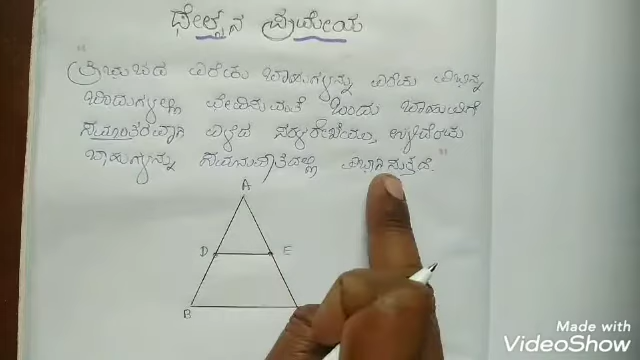 ಥೇಲ್ಸ್‌ನ ಪ್ರಮೇಯ
"ತ್ರಿಭುಜದ ಎರಡು ಬಾಹುಗಳನ್ನು ಎರಡು ವಿಭಿನ್ನ
ಬಿಂದುಗಳಲ್ಲಿ ಛೇದಿಸುವಂತೆ ಒಂದು ಬಾಹುವಿಗೆ
ಸಮಾಂತರವಾಗಿ ಎಳೆದ ಸರಳರೇಖೆಯು, ಉಳಿದೆರಡು
ಬಾಹುಗಳನ್ನು ಸಮಾನುಪಾತದಲ್ಲಿ ವಿಭಾಗಿಸುತ್ತದೆ."
A
D E
B
Made with
VideoShow